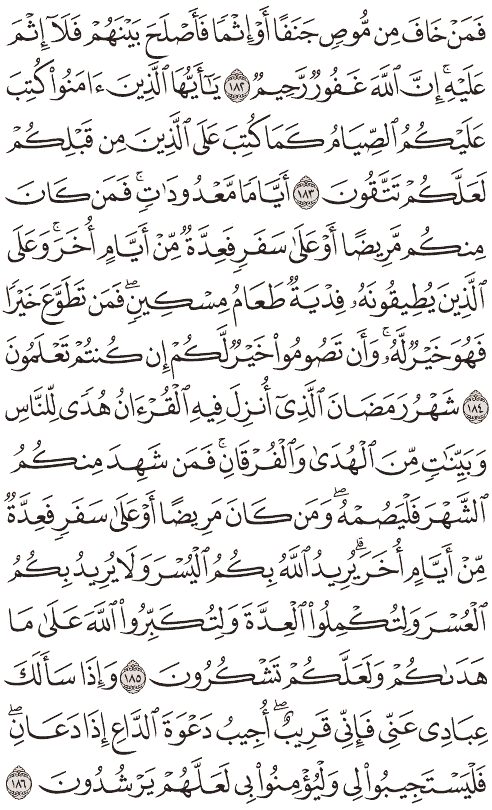 فَمَنْ خَافَ مِن مُّوصٍ جَنَفًا أَوْ إِثْمًا فَأَصْلَحَ بَيْنَهُمْ فَلَآ إِثْمَ
عَلَيْهِ ۚ إِنَّ ٱللَّهَ غَفُورٌ رَّحِيمٌ ١٨٢ يَـٰٓأَيُّهَا ٱلَّذِينَ ءَامَنُوا۟ كُتِبَ
عَلَيْكُمُ ٱلصِّيَامُ كَمَا كُتِبَ عَلَى ٱلَّذِينَ مِن قَبْلِكُمْ
لَعَلَّكُمْ تَتَّقُونَ ١٨٣ أَيَّامًا مَّعْدُودَٰتٍ ۚ فَمَن كَانَ
مِنكُم مَّرِيضًا أَوْ عَلَىٰ سَفَرٍ فَعِدَّةٌ مِّنْ أَيَّامٍ أُخَرَ ۚ وَعَلَى
ٱلَّذِينَ يُطِيقُونَهُۥ فِدْيَةٌ طَعَامُ مِسْكِينٍ ۖ فَمَن تَطَوَّعَ خَيْرًا
فَهُوَ خَيْرٌ لَّهُۥ ۚ وَأَن تَصُومُوا۟ خَيْرٌ لَّكُمْ إِن كُنتُمْ تَعْلَمُونَ
١٨٤ شَهْرُ رَمَضَانَ ٱلَّذِىٓ أُنزِلَ فِيهِ ٱلْقُرْءَانُ هُدًى لِّلنَّاسِ
وَبَيِّنَـٰتٍ مِّنَ ٱلْهُدَىٰ وَٱلْفُرْقَانِ ۚ فَمَن شَهِدَ مِنكُمُ
ٱلشَّهْرَ فَلْيَصُمْهُ ۖ وَمَن كَانَ مَرِيضًا أَوْ عَلَىٰ سَفَرٍ فَعِدَّةٌ
مِّنْ أَيَّامٍ أُخَرَ ۗ يُرِيدُ ٱللَّهُ بِكُمُ ٱلْيُسْرَ وَلَا يُرِيدُ بِكُمُ
ٱلْعُسْرَ وَلِتُكْمِلُوا۟ ٱلْعِدَّةَ وَلِتُكَبِّرُوا۟ ٱللَّهَ عَلَىٰ مَا
هَدَىٰكُمْ وَلَعَلَّكُمْ تَشْكُرُونَ ١٨٥ وَإِذَا سَأَلَكَ
عِبَادِى عَنِّى فَإِنِّى قَرِيبٌ ۖ أُجِيبُ دَعْوَةَ ٱلدَّاعِ إِذَا دَعَانِ ۖ
فَلْيَسْتَجِيبُوا۟ لِى وَلْيُؤْمِنُوا۟ بِى لَعَلَّهُمْ يَرْشُدُونَ ١٨٦